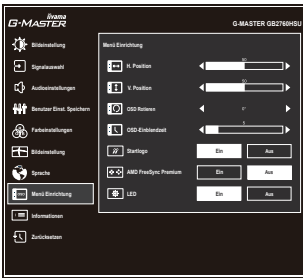 iiyama
G-MASTER
G-MASTER GB2760HSU
Bildeinstellung
Signalauswahl
Audioeinstellungen
Benutzer Einst. Speichern
Farbeinstellungen
Bildeinstellung
Sprache
Menü Einrichtung
Informationen
Zurücksetzen
Menü Einrichtung
H. Position
V. Position
OSD Rotieren
0°
OSD-Einblendzeit
Startlogo Ein Aus
AMD FreeSync Premium Ein Aus
LED Ein Aus